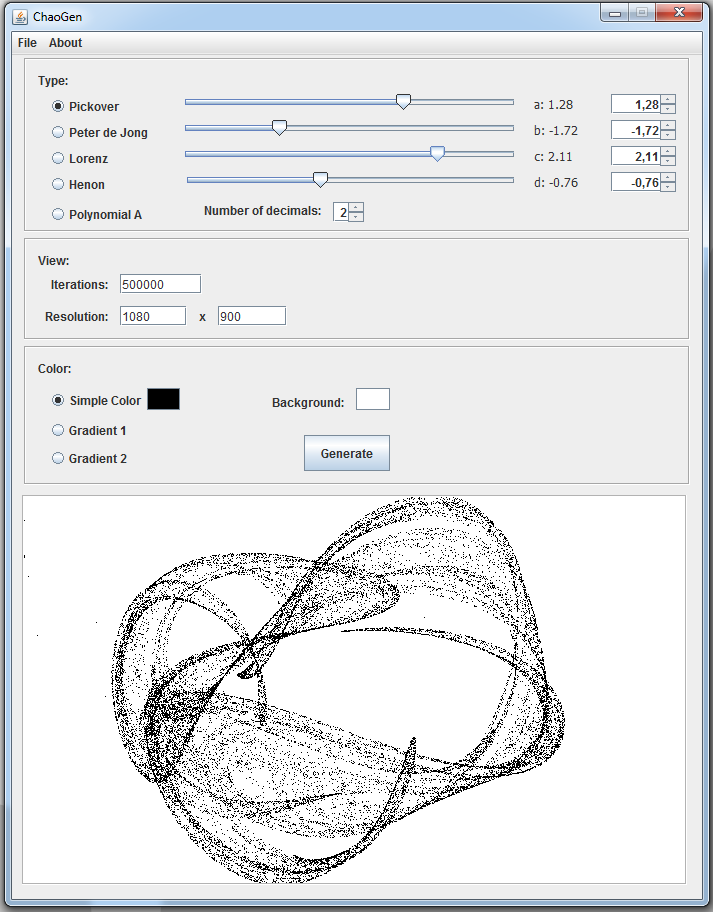 ChaoGen
File About
Type:
Pickover a: 1.28 1,28
Peter de Jong b: -1.72 -1,72
Lorenz c: 2.11 2,11
Henon d: -0.76 -0,76
Polynomial A Number of decimals: 2
View:
Iterations: 500000
Resolution: 1080 x 900
Color:
Simple Color Background:
Gradient 1
Gradient 2 Generate